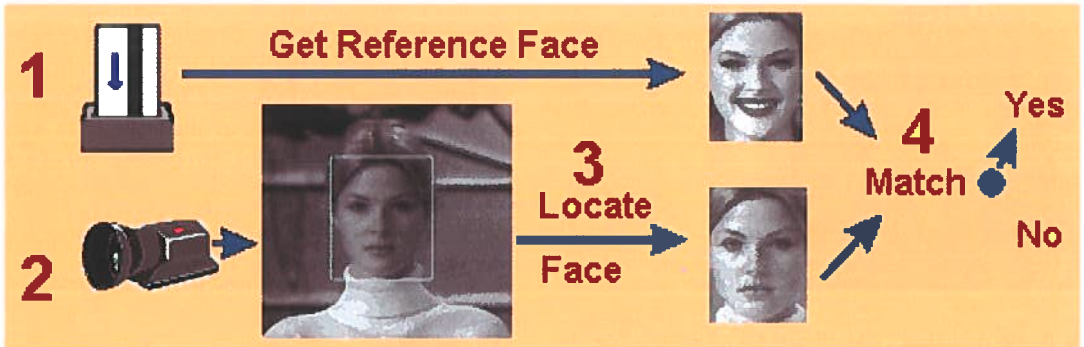 1
Get Reference Face
2
3
Locate
Face
4
Match
Yes
No